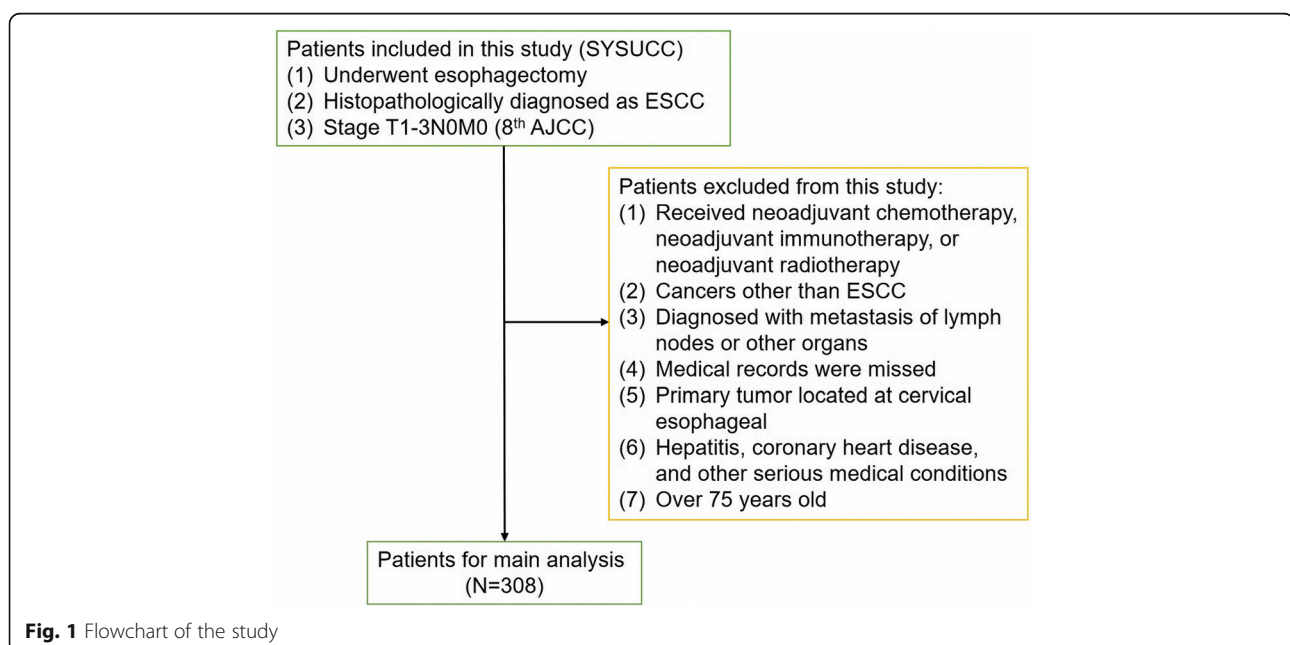 Patients included in this study (SYSUCC)
(1) Underwent esophagectomy
(2) Histopathologically diagnosed as ESCC
(3) Stage T1-3N0M0 (8th AJCC)
Patients excluded from this study:
(1) Received neoadjuvant chemotherapy,
neoadjuvant immunotherapy, or
neoadjuvant radiotherapy
(2) Cancers other than ESCC
(3) Diagnosed with metastasis of lymph
nodes or other organs
(4) Medical records were missed
(5) Primary tumor located at cervical
esophageal
(6) Hepatitis, coronary heart disease,
and other serious medical conditions
(7) Over 75 years old
Patients for main analysis
(N=308)
Fig. 1 Flowchart of the study